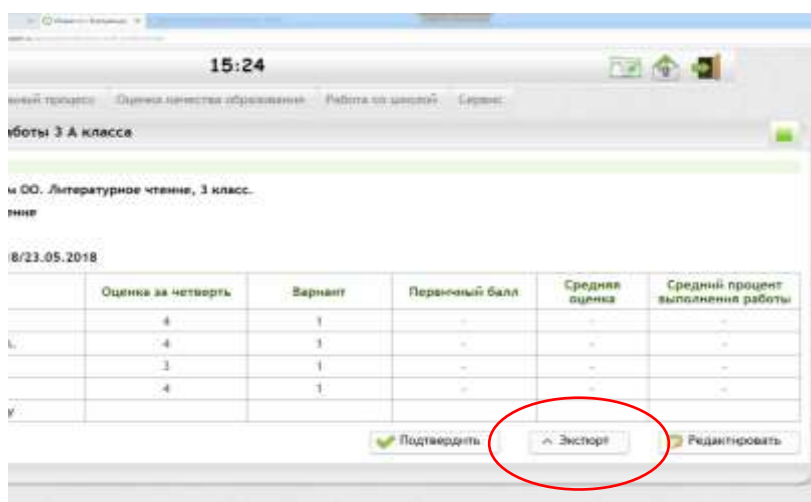 15:24
Оценка качества образования Работа со школой Сервис
работы 3 А класса
ы ОО. Литературное чтение, 3 класс.
18/23.05.2018
Оценка за четверть Вариант Первичный балл Средняя оценка Средний процент выполнения работы
4 1 - - -
4 1 - - -
3 1 - - -
4 1 - - -
Подтвердить Экспорт Редактировать